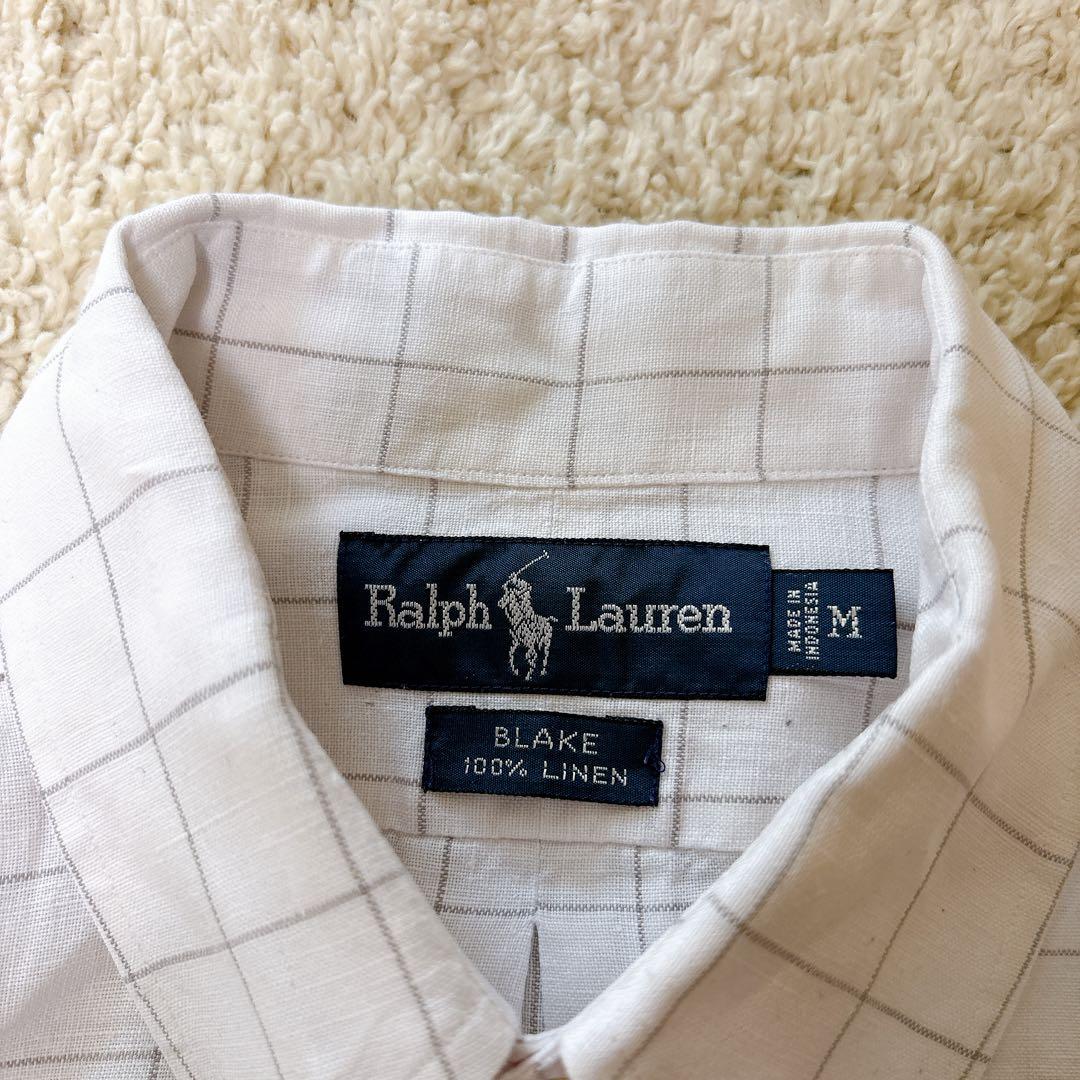 Ralph Lauren
MADE IN
INDONESIA
M
BLAKE
100% LINEN